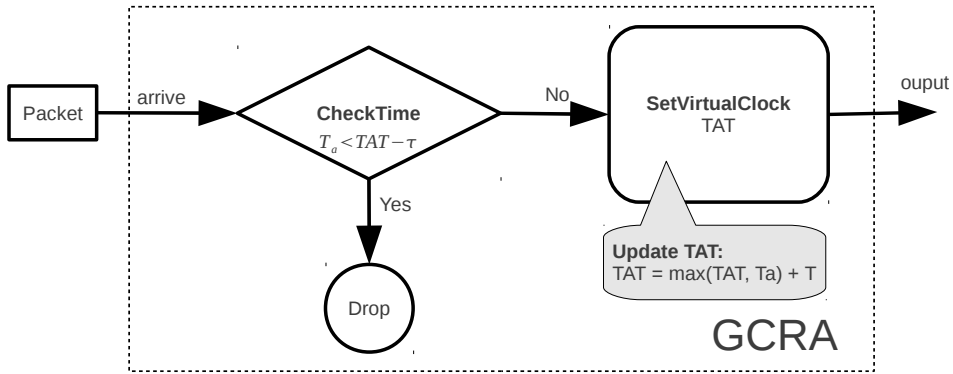 Packet
arrive
CheckTime
Tₐ < TAT − τ
No
SetVirtualClock
TAT
ouput
Yes
Drop
Update TAT:
TAT = max(TAT, Ta) + T
GCRA